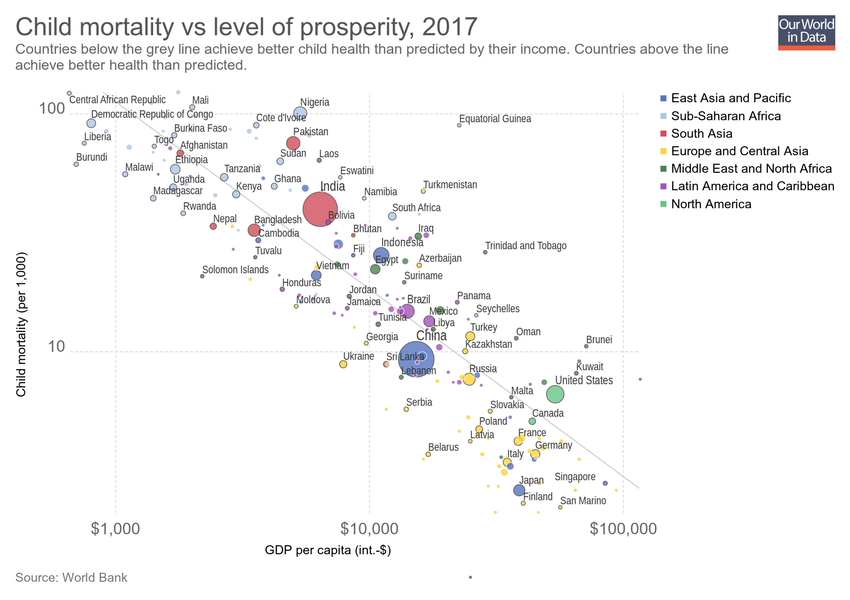 Child mortality vs level of prosperity, 2017
Our World
in Data
Countries below the grey line achieve better child health than predicted by their income. Countries above the line
achieve better health than predicted.
Central African Republic
Mali
Nigeria
100
Democratic Republic of Congo
Cote d'Ivoire
Equatorial Guinea
Burkina Faso
Liberia
Togo
Afghanistan
Pakistan
Burundi
Ethiopia
Sudan
Laos
Malawi
Tanzania
Eswatini
Uganda
Ghana
India
Turkmenistan
Madagascar
Kenya
Namibia
Rwanda
South Africa
Nepal
Bangladesh
Bolivia
Cambodia
Bhutan
Iraq
Tuvalu
Fiji
Indonesia
Trinidad and Tobago
Solomon Islands
Vietnam
Egypt
Azerbaijan
Suriname
Honduras
Jordan
Moldova
Jamaica
Brazil
Panama
Tunisia
Mexico
Seychelles
Libya
Georgia
China
Turkey
Oman
10
Kazakhstan
Brunei
Ukraine
Sri Lanka
Lebanon
Russia
Kuwait
United States
Malta
Serbia
Slovakia
Canada
Poland
Latvia
France
Belarus
Italy
Germany
Japan
Singapore
Finland
San Marino
East Asia and Pacific
Sub-Saharan Africa
South Asia
Europe and Central Asia
Middle East and North Africa
Latin America and Caribbean
North America
Child mortality (per 1,000)
$1,000
$10,000
$100,000
GDP per capita (int.-$)
Source: World Bank